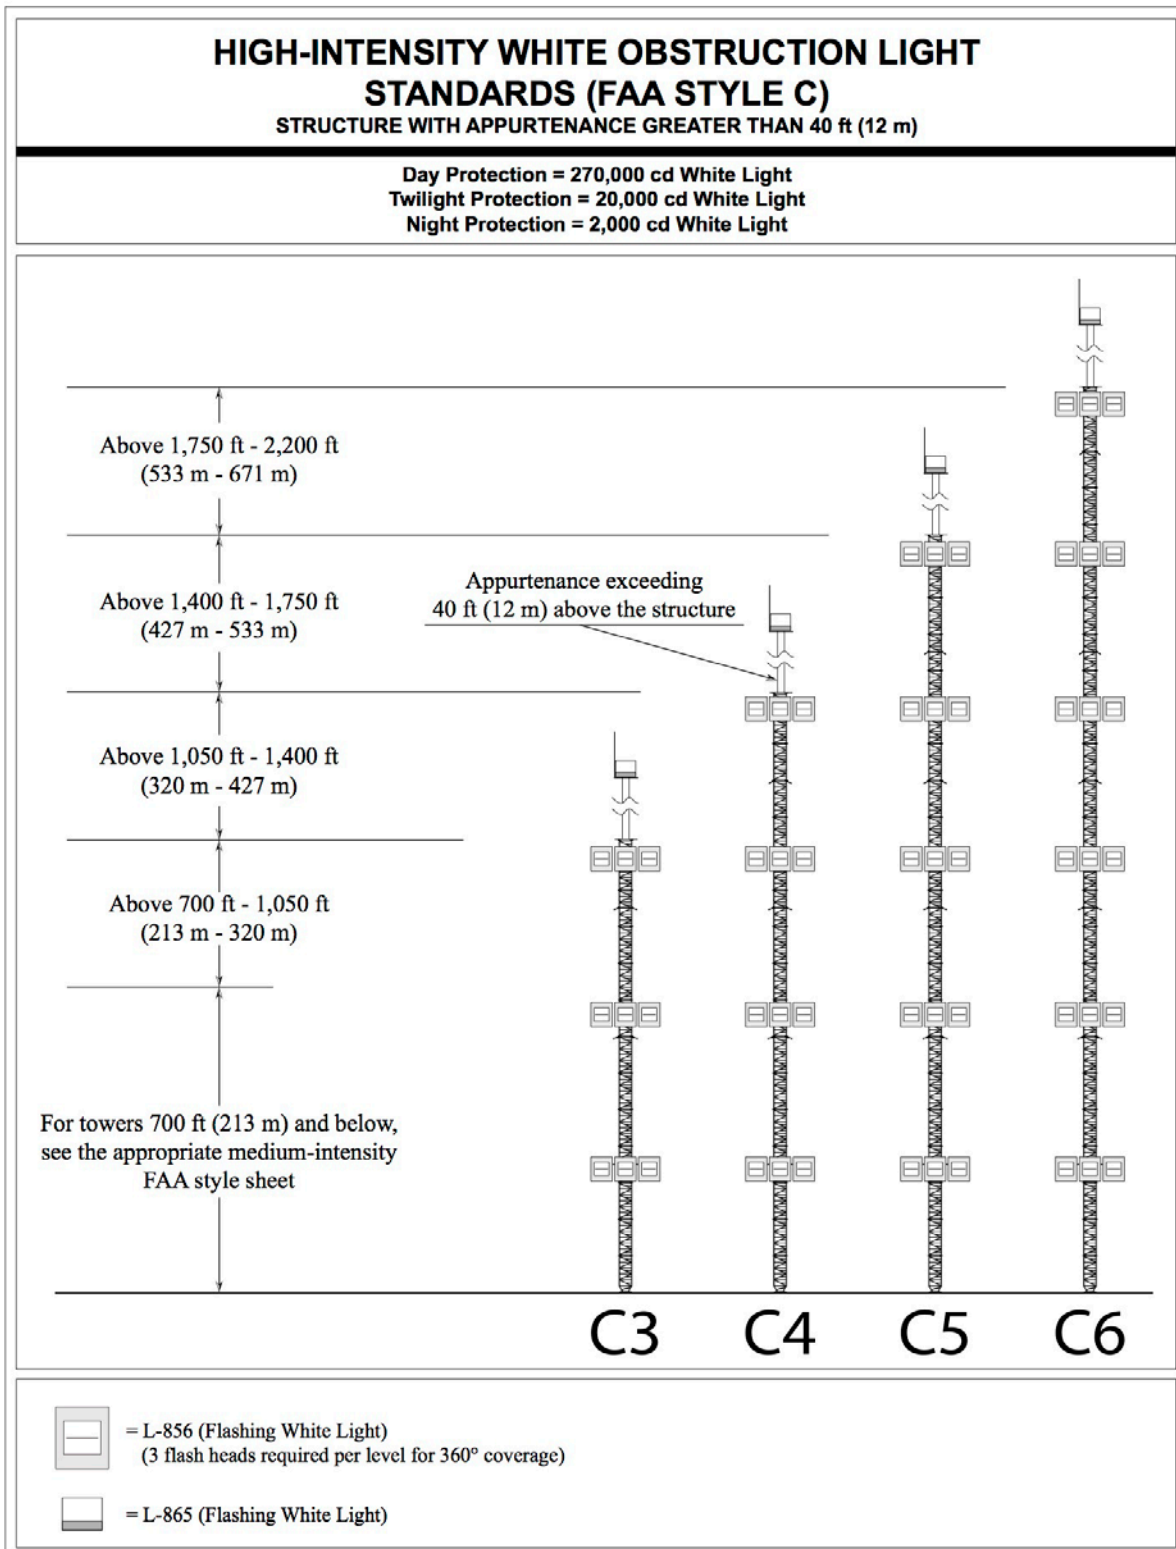 HIGH-INTENSITY WHITE OBSTRUCTION LIGHT
STANDARDS (FAA STYLE C)
STRUCTURE WITH APPURTENANCE GREATER THAN 40 ft (12 m)
Day Protection = 270,000 cd White Light
Twilight Protection = 20,000 cd White Light
Night Protection = 2,000 cd White Light
Above 1,750 ft - 2,200 ft
(533 m - 671 m)
Above 1,400 ft - 1,750 ft
(427 m - 533 m)
Appurtenance exceeding
40 ft (12 m) above the structure
Above 1,050 ft - 1,400 ft
(320 m - 427 m)
Above 700 ft - 1,050 ft
(213 m - 320 m)
For towers 700 ft (213 m) and below,
see the appropriate medium-intensity
FAA style sheet
C3 C4 C5 C6
= L-856 (Flashing White Light)
(3 flash heads required per level for 360° coverage)
= L-865 (Flashing White Light)